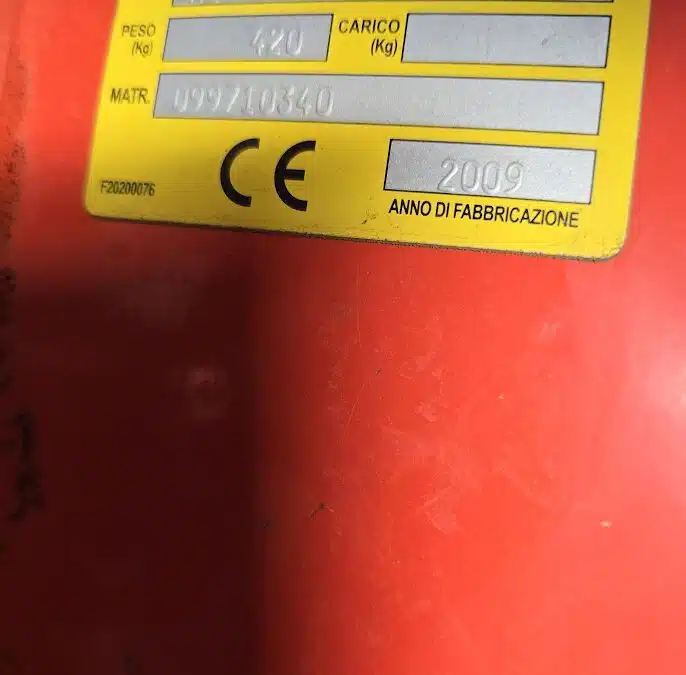 PESO (Kg) 420 CARICO (Kg)
MATR. 099710340
F20200076 CE 2009
ANNO DI FABBRICAZIONE